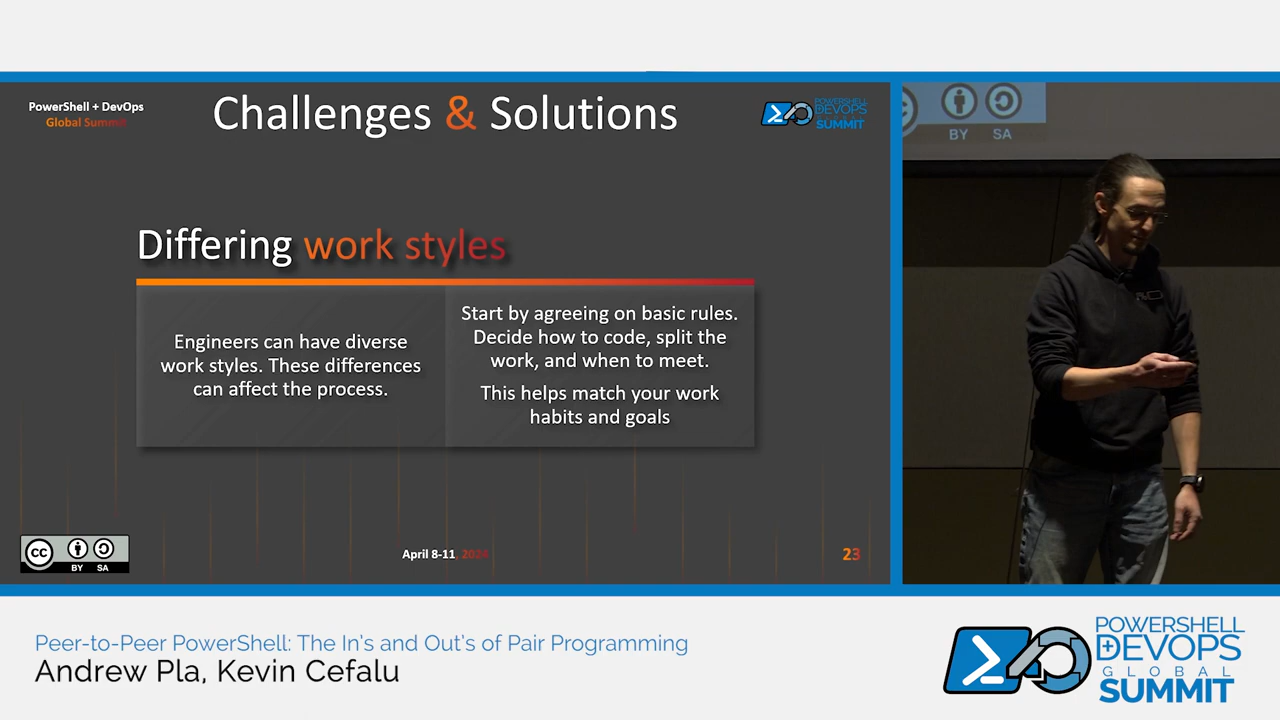 PowerShell + DevOps
Global Summit
Challenges & Solutions
POWERSHELL
DEVOPS
GLOBAL
SUMMIT
Differing work styles
Engineers can have diverse
work styles. These differences
can affect the process.
Start by agreeing on basic rules.
Decide how to code, split the
work, and when to meet.
This helps match your work
habits and goals
cc
BY SA
April 8-11, 2024
23
BY SA
Peer-to-Peer PowerShell: The In's and Out's of Pair Programming
Andrew Pla, Kevin Cefalu
POWERSHELL
DEVOPS
GLOBAL
SUMMIT